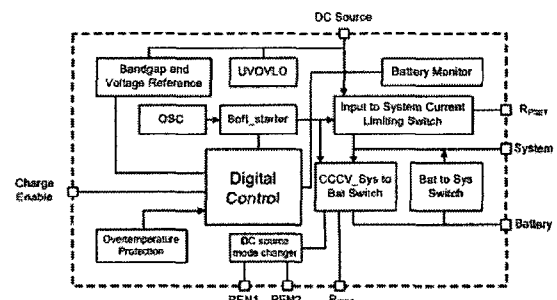 DC Source
Bandgap and
Voltage Reference
UVOVLO
Battery Monitor
OSC
Soft_starter
Input to System Current
Limiting Switch
System
Charge
Enable
Digital
Control
CCCV_Sys to
Bat Switch
Bat to Sys
Switch
Battery
Overtemperature
Protection
DC source
mode changer